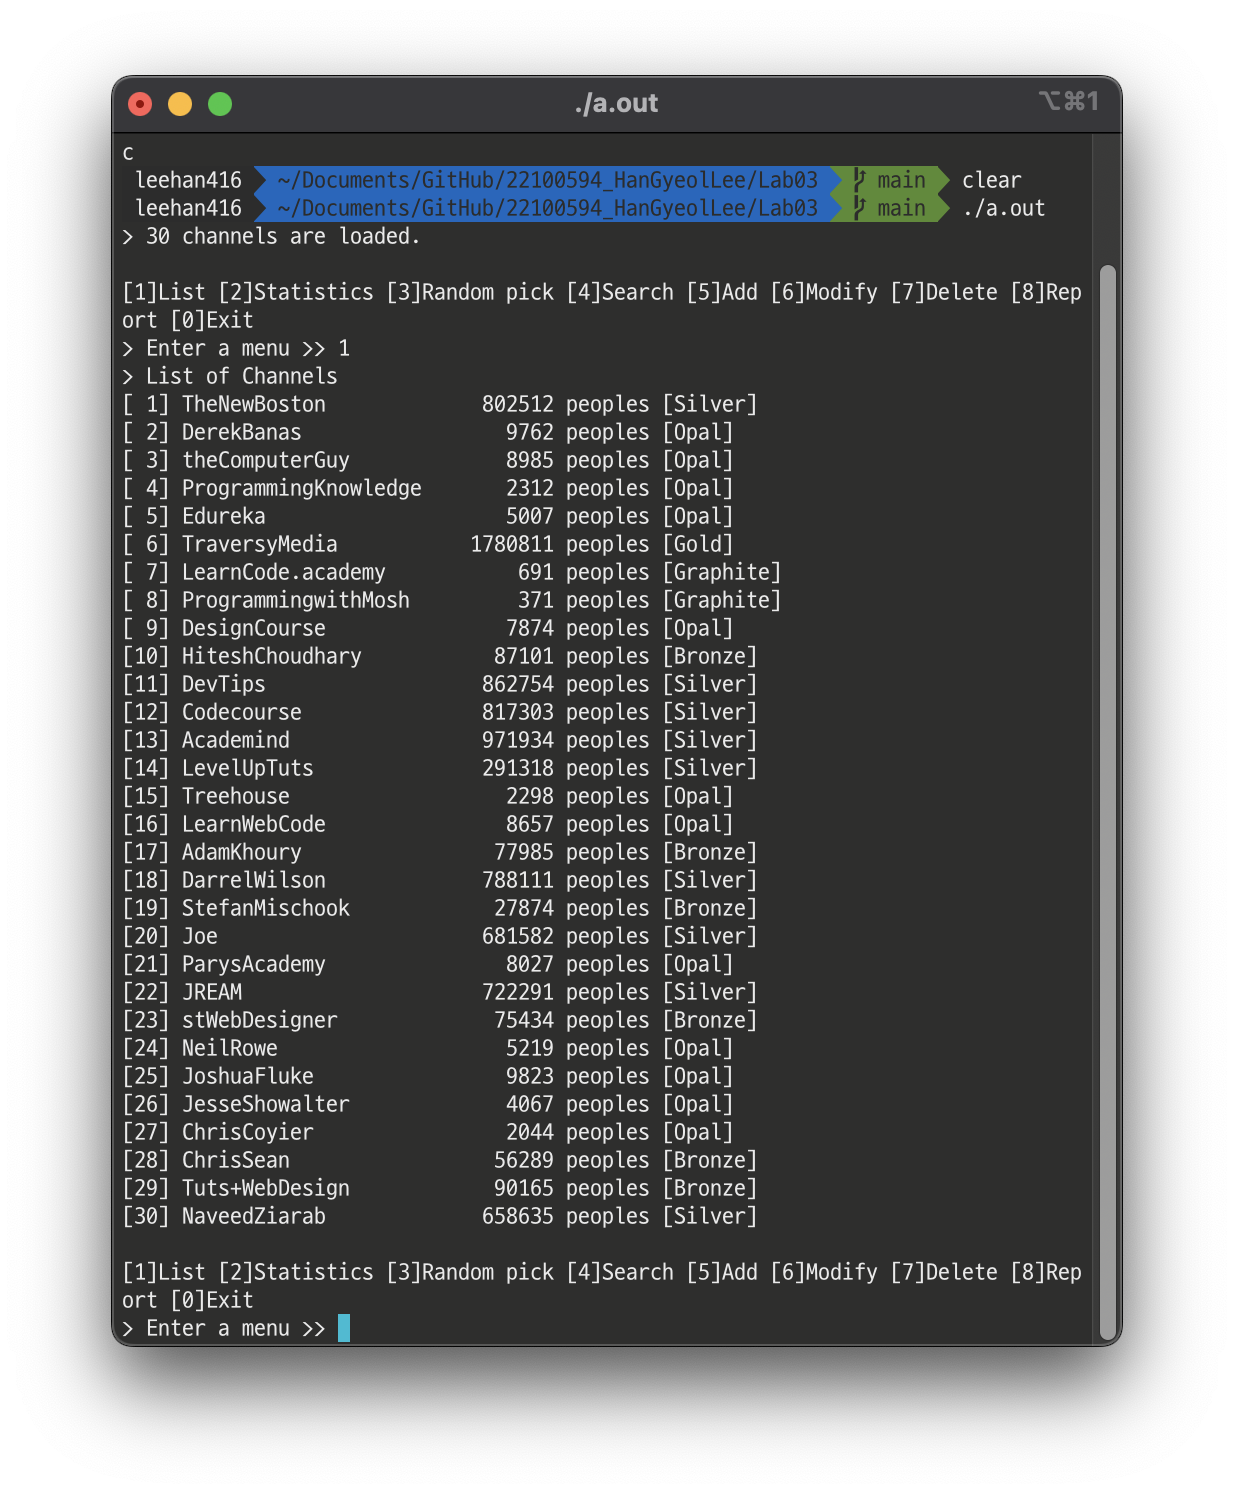 ./a.out
⌥⌘1
c
leehan416 ~/Documents/GitHub/22100594_HanGyeolLee/Lab03 main clear
leehan416 ~/Documents/GitHub/22100594_HanGyeolLee/Lab03 main ./a.out
> 30 channels are loaded.
[1]List [2]Statistics [3]Random pick [4]Search [5]Add [6]Modify [7]Delete [8]Rep
ort [0]Exit
> Enter a menu >> 1
> List of Channels
[ 1] TheNewBoston             802512 peoples [Silver]
[ 2] DerekBanas                 9762 peoples [Opal]
[ 3] theComputerGuy             8985 peoples [Opal]
[ 4] ProgrammingKnowledge       2312 peoples [Opal]
[ 5] Edureka                    5007 peoples [Opal]
[ 6] TraversyMedia           1780811 peoples [Gold]
[ 7] LearnCode.academy           691 peoples [Graphite]
[ 8] ProgrammingwithMosh         371 peoples [Graphite]
[ 9] DesignCourse               7874 peoples [Opal]
[10] HiteshChoudhary           87101 peoples [Bronze]
[11] DevTips                  862754 peoples [Silver]
[12] Codecourse               817303 peoples [Silver]
[13] Academind                971934 peoples [Silver]
[14] LevelUpTuts              291318 peoples [Silver]
[15] Treehouse                  2298 peoples [Opal]
[16] LearnWebCode               8657 peoples [Opal]
[17] AdamKhoury                77985 peoples [Bronze]
[18] DarrelWilson             788111 peoples [Silver]
[19] StefanMischook            27874 peoples [Bronze]
[20] Joe                      681582 peoples [Silver]
[21] ParysAcademy               8027 peoples [Opal]
[22] JREAM                    722291 peoples [Silver]
[23] stWebDesigner             75434 peoples [Bronze]
[24] NeilRowe                   5219 peoples [Opal]
[25] JoshuaFluke                9823 peoples [Opal]
[26] JesseShowalter             4067 peoples [Opal]
[27] ChrisCoyier                2044 peoples [Opal]
[28] ChrisSean                 56289 peoples [Bronze]
[29] Tuts+WebDesign            90165 peoples [Bronze]
[30] NaveedZiarab             658635 peoples [Silver]
[1]List [2]Statistics [3]Random pick [4]Search [5]Add [6]Modify [7]Delete [8]Rep
ort [0]Exit
> Enter a menu >>